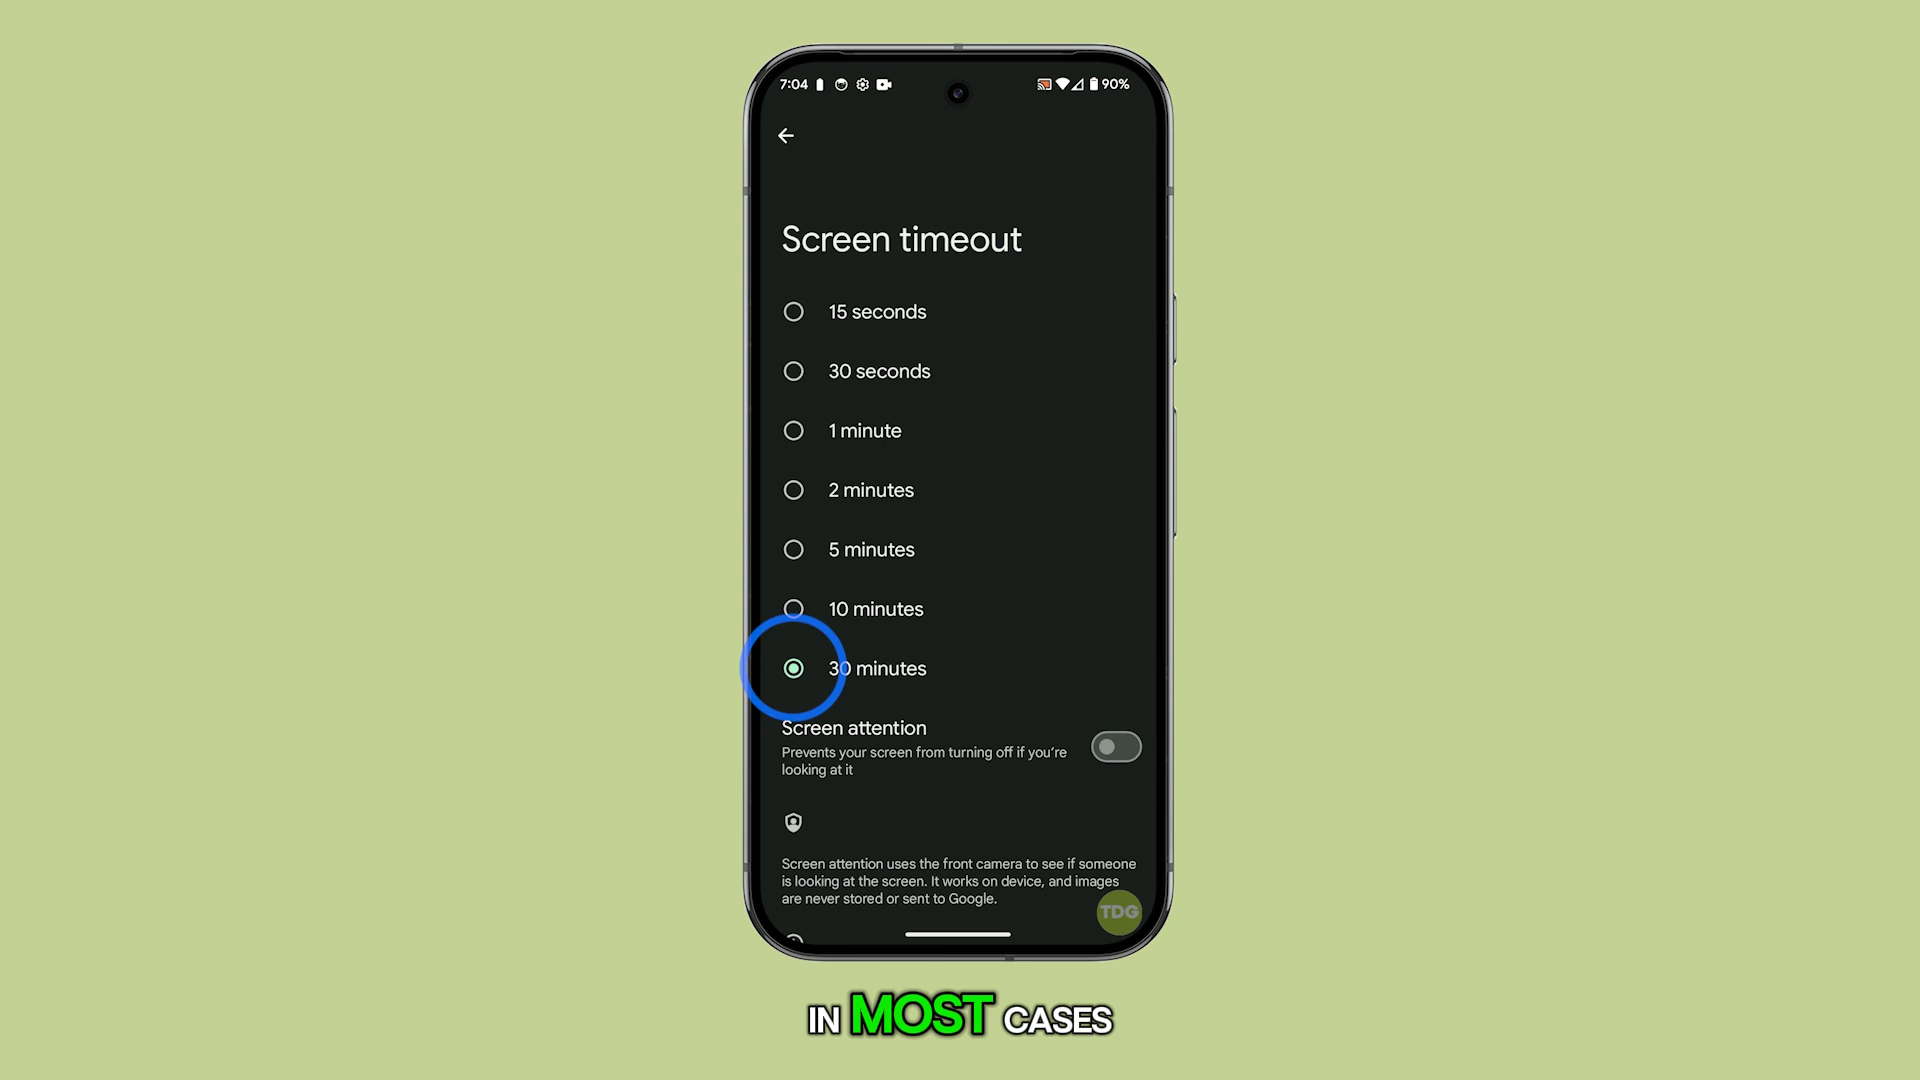 7:04 90%
Screen timeout
15 seconds
30 seconds
1 minute
2 minutes
5 minutes
10 minutes
30 minutes
Screen attention
Prevents your screen from turning off if you're
looking at it
Screen attention uses the front camera to see if someone
is looking at the screen. It works on device, and images
are never stored or sent to Google.
TDG
IN MOST CASES